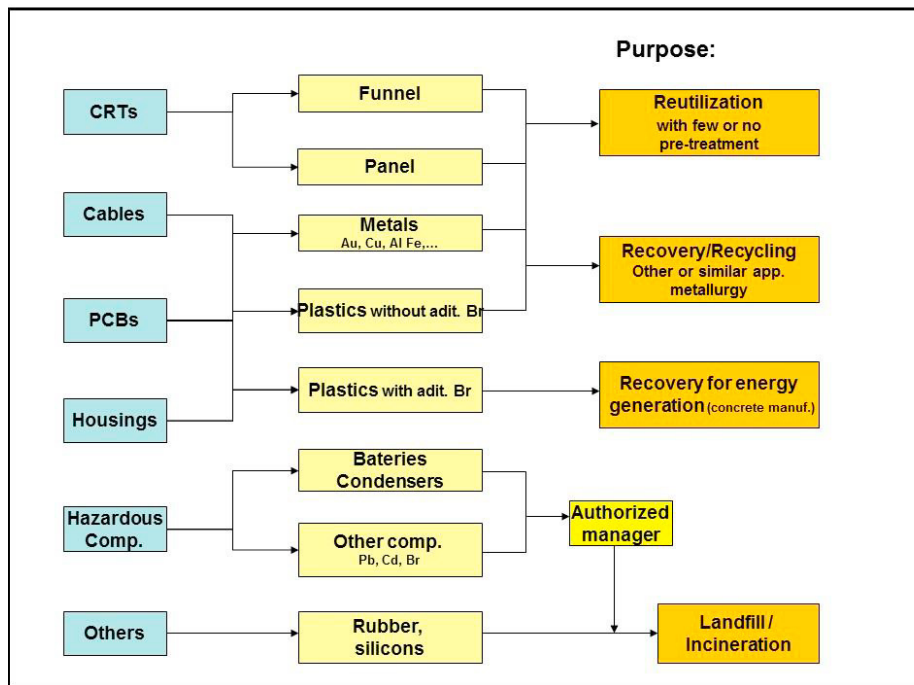 Purpose:
CRTs
Funnel
Reutilization
with few or no
pre-treatment
Panel
Cables
Metals
Au, Cu, Al Fe,...
Recovery/Recycling
Other or similar app.
metallurgy
PCBs
Plastics without adit. Br
Plastics with adit. Br
Recovery for energy
generation (concrete manuf.)
Housings
Bateries
Condensers
Hazardous
Comp.
Other comp.
Pb, Cd, Br
Authorized
manager
Others
Rubber,
silicons
Landfill /
Incineration